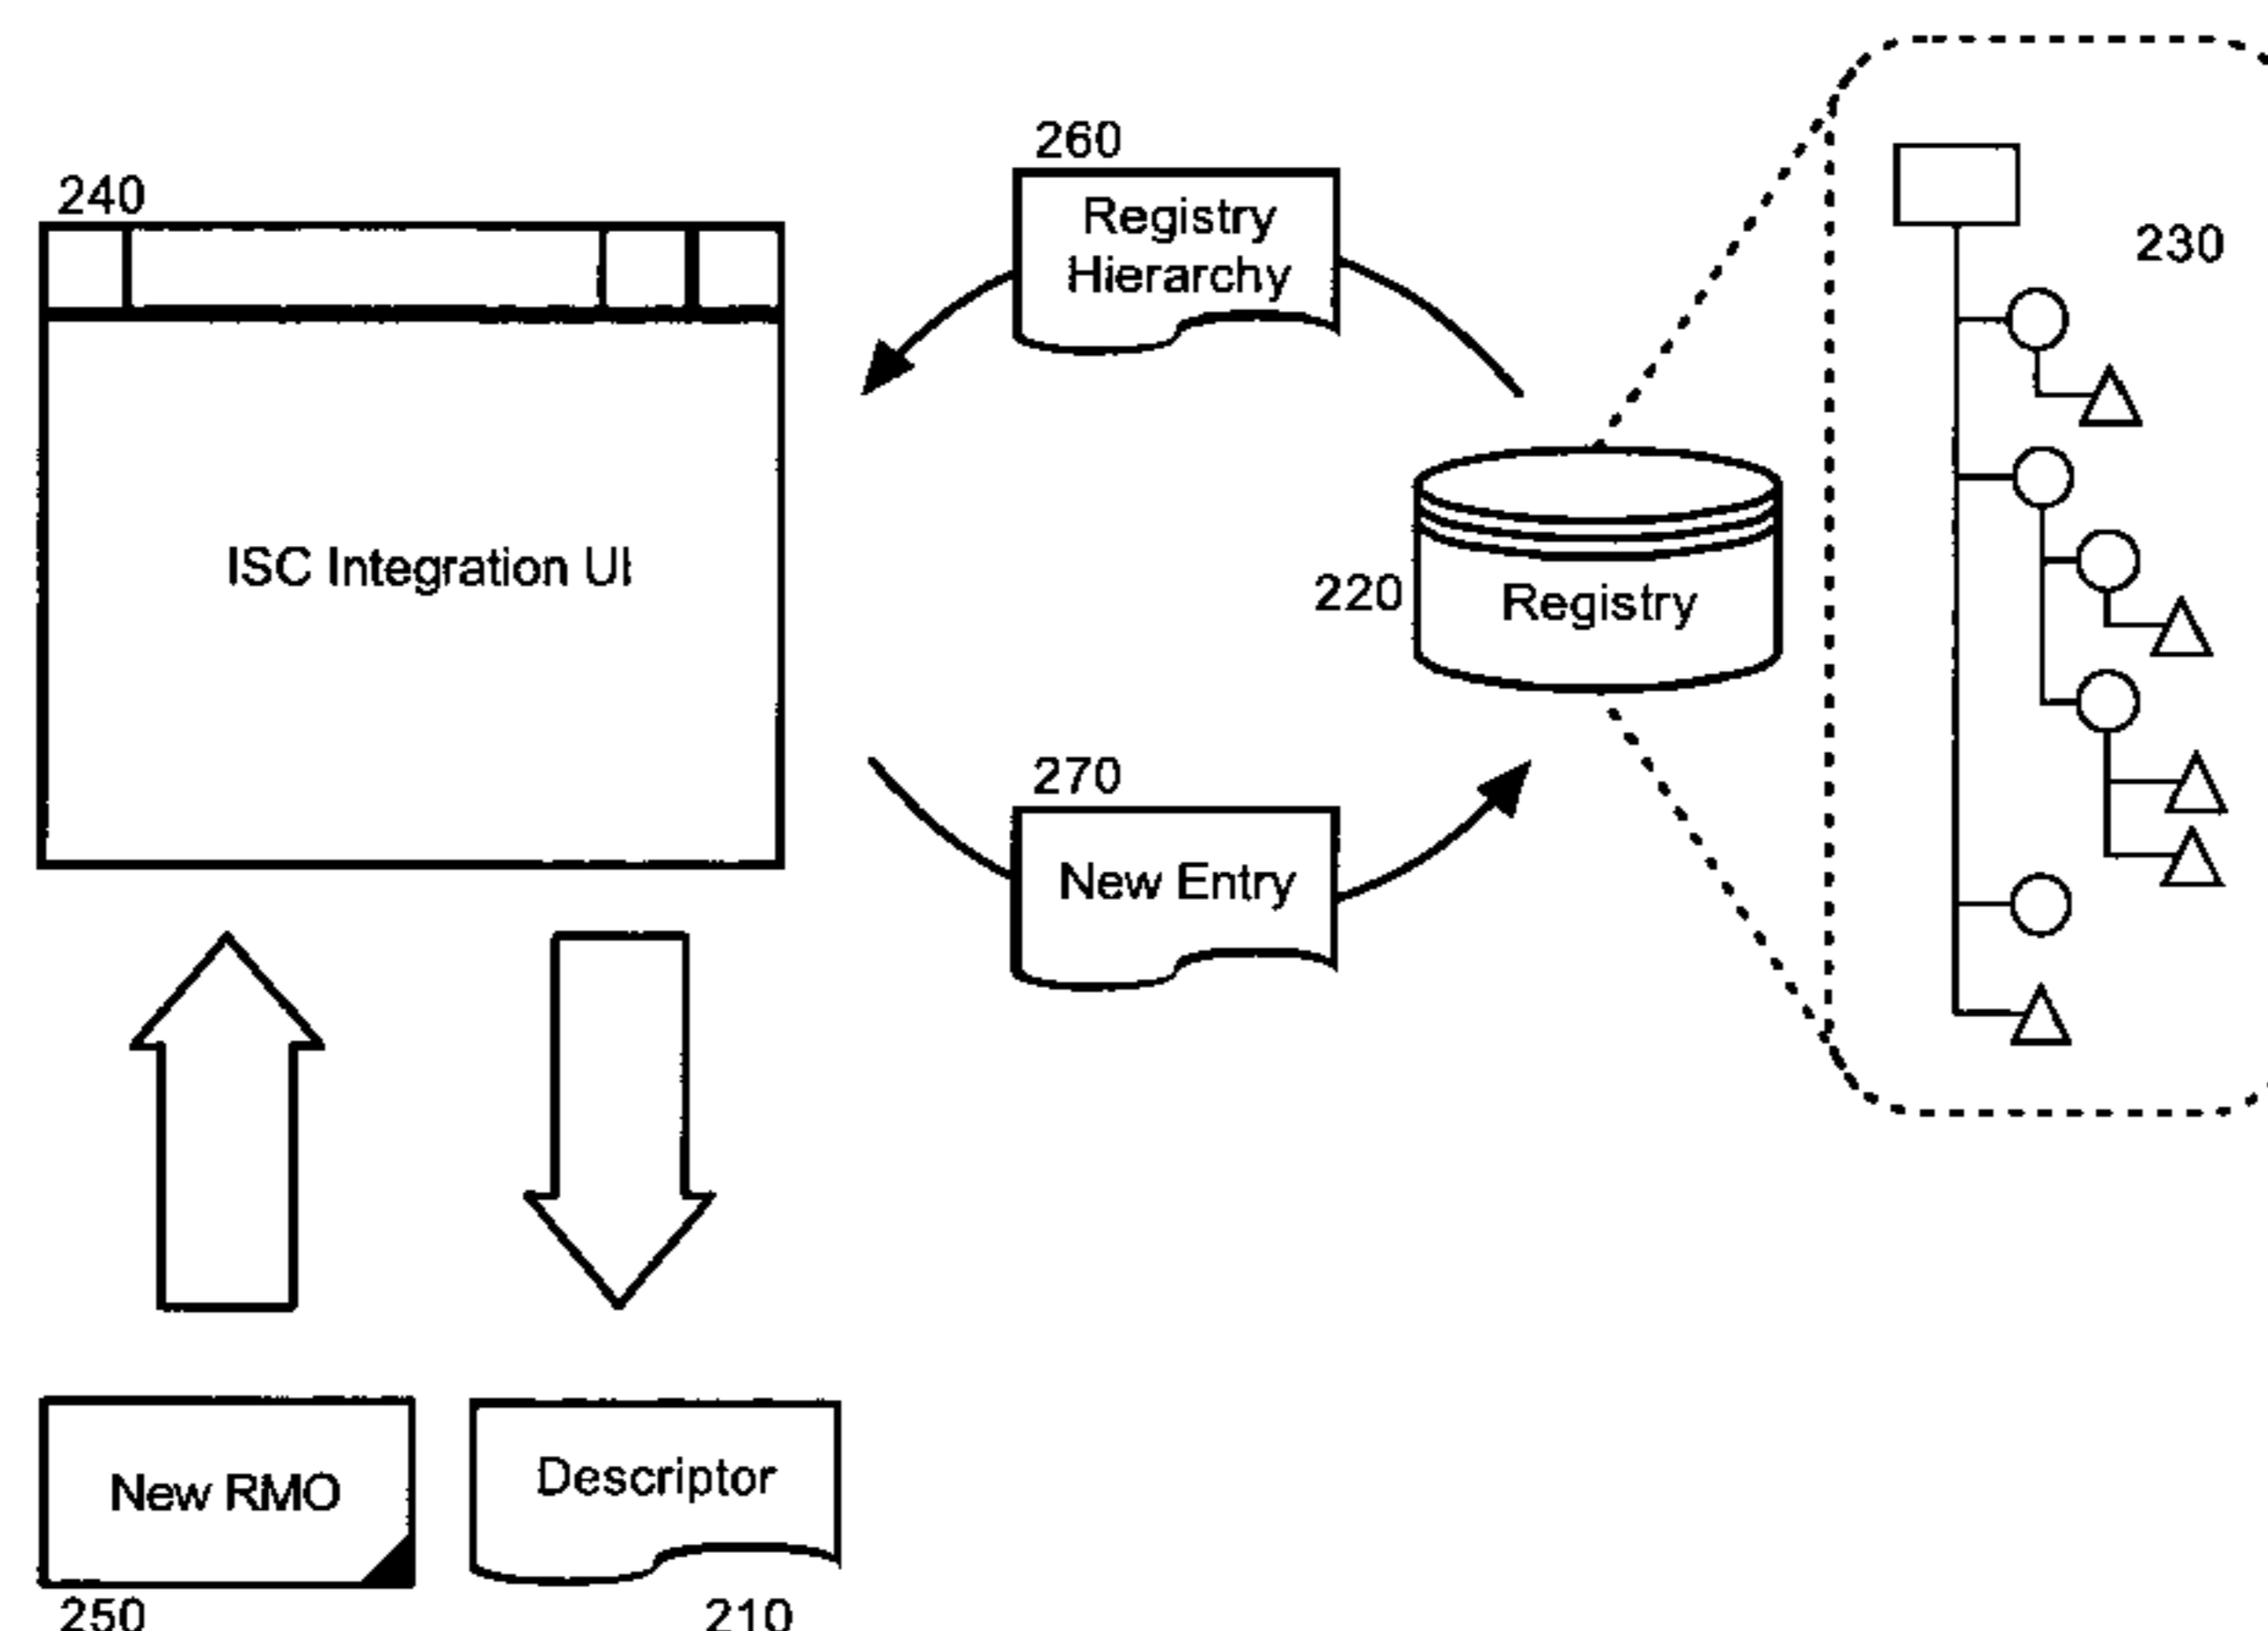 260
Registry
Hierarchy
240
230
ISC Integration UI
220
Registry
270
New Entry
New RMO
Descriptor
250
210